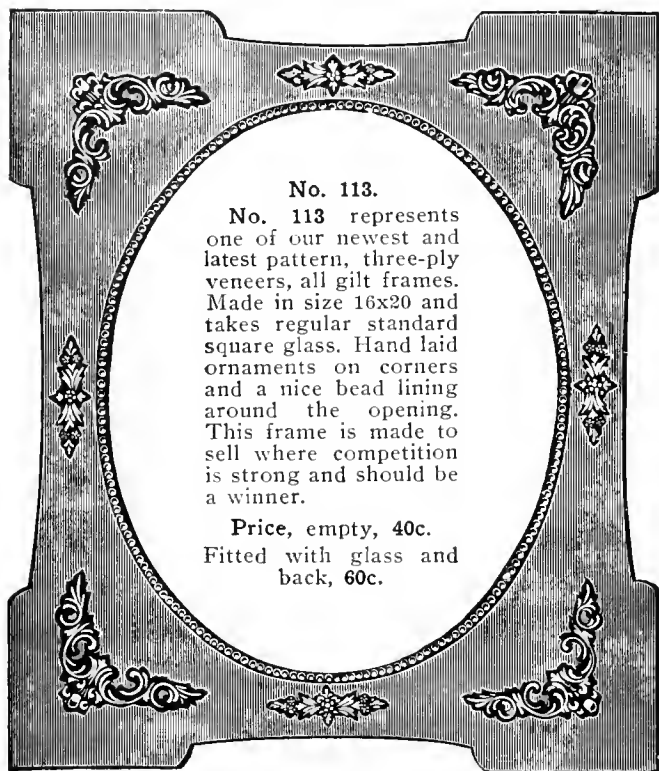 No. 113.
No. 113 represents
one of our newest and
latest pattern, three-ply
veneers, all gilt frames.
Made in size 16x20 and
takes regular standard
square glass. Hand laid
ornaments on corners
and a nice bead lining
around the opening.
This frame is made to
sell where competition
is strong and should be
a winner.
Price, empty, 40c.
Fitted with glass and
back, 60c.